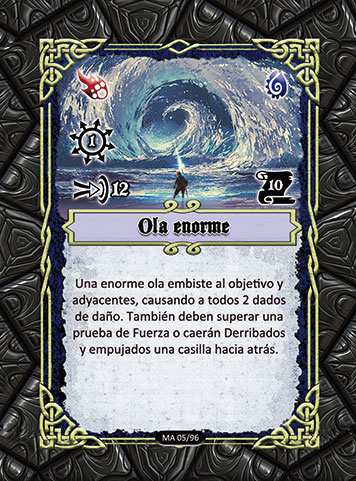 I
12
10
Ola enorme
Una enorme ola embiste al objetivo y
adyacentes, causando a todos 2 dados
de daño. También deben superar una
prueba de Fuerza o caerán Derribados
y empujados una casilla hacia atrás.
MA 05/96